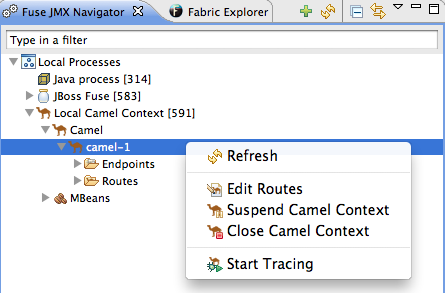 Fuse JMX Navigator
Fabric Explorer
Type in a filter
Local Processes
Java process [314]
JBoss Fuse [583]
Local Camel Context [591]
Camel
camel-1
Endpoints
Routes
MBeans
Refresh
Edit Routes
Suspend Camel Context
Close Camel Context
Start Tracing